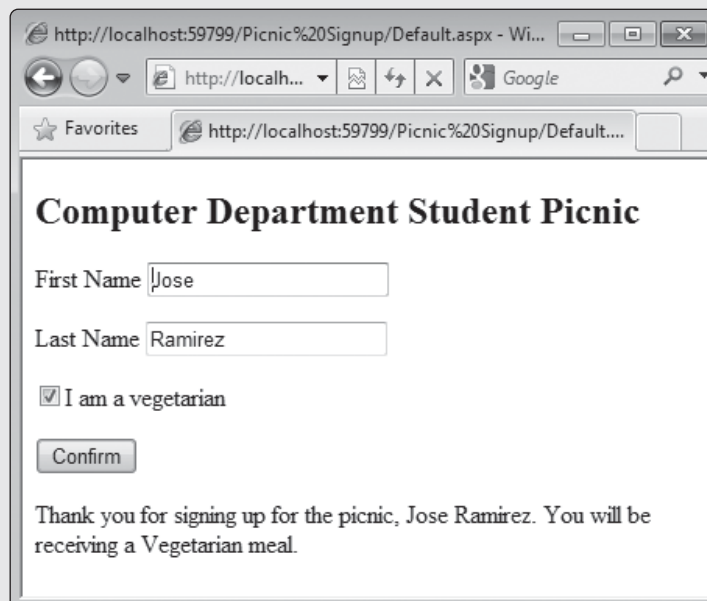 http://localhost:59799/Picnic%20Signup/Default.aspx - Wi...
http://localh...
Google
Favorites
http://localhost:59799/Picnic%20Signup/Default....
Computer Department Student Picnic
First Name Jose
Last Name Ramirez
I am a vegetarian
Confirm
Thank you for signing up for the picnic, Jose Ramirez. You will be
receiving a Vegetarian meal.